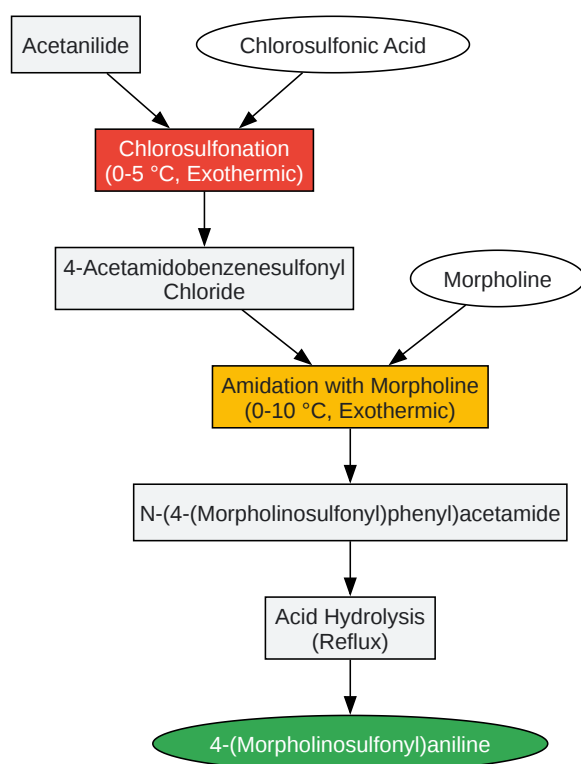 Acetanilide
Chlorosulfonic Acid
Chlorosulfonation
(0-5 °C, Exothermic)
4-Acetamidobenzenesulfonyl
Chloride
Morpholine
Amidation with Morpholine
(0-10 °C, Exothermic)
N-(4-(Morpholinosulfonyl)phenyl)acetamide
Acid Hydrolysis
(Reflux)
4-(Morpholinosulfonyl)aniline